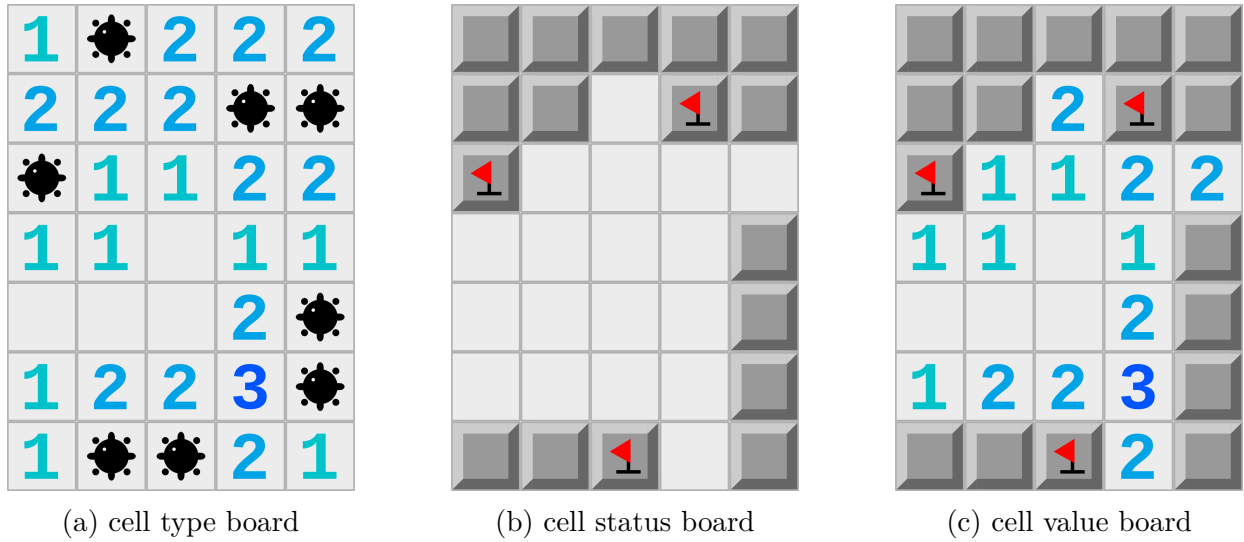 1 2 2 2
2 2 2
1 1 2 2
1 1 1 1
2
1 2 2 3
1 2 1
2
1 1 2 2
1 1 1
2
1 2 2 3
2
(a) cell type board
(b) cell status board
(c) cell value board